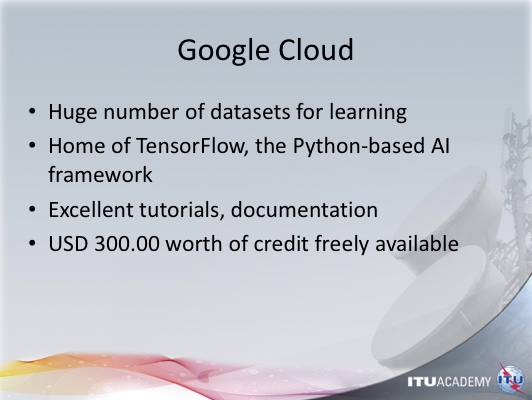 Google Cloud
• Huge number of datasets for learning
• Home of TensorFlow, the Python-based AI
framework
• Excellent tutorials, documentation
• USD 300.00 worth of credit freely available
ITUACADEMY ITU